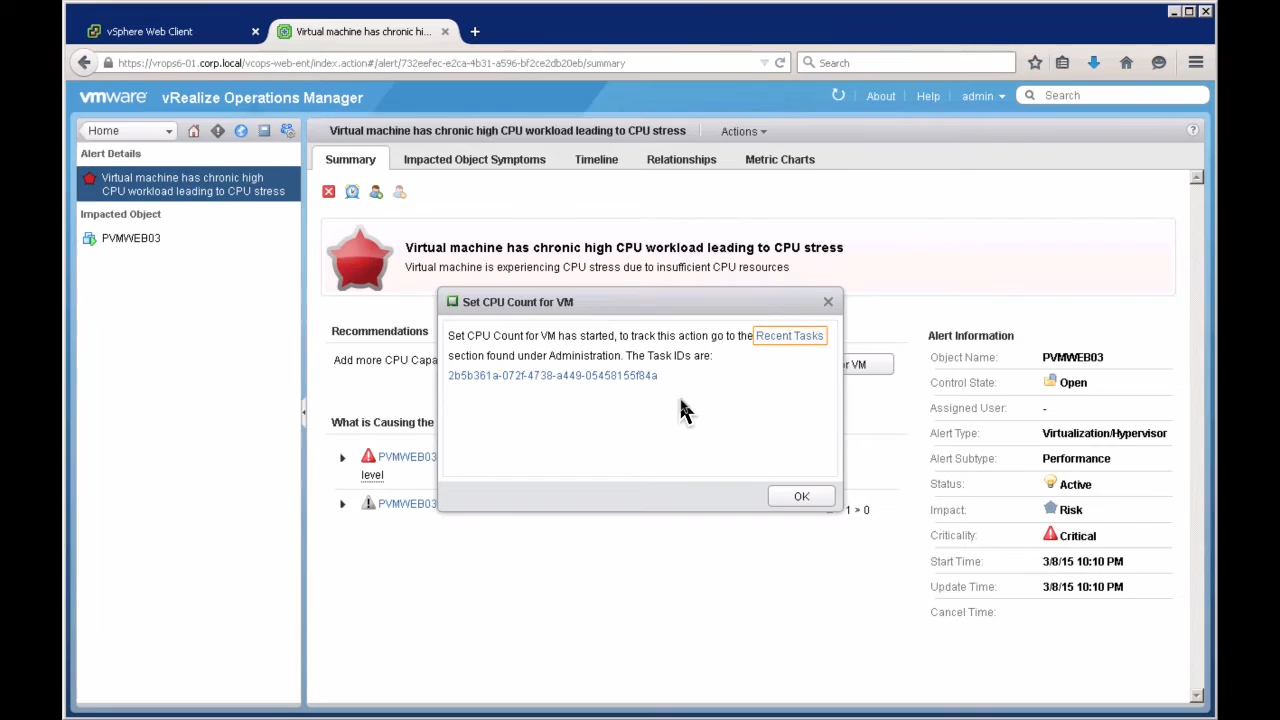 vSphere Web Client
Virtual machine has chronic hi...
https://vrops6-01.corp.local/vcops-web-ent/index.action#/alert/732eefec-e2ca-4b31-a596-bf2ce2db20eb/summary
Search
vmware vRealize Operations Manager
About Help admin Search
Home
Virtual machine has chronic high CPU workload leading to CPU stress
Actions
Alert Details
Virtual machine has chronic high
CPU workload leading to CPU stress
Impacted Object
PVMWEB03
Summary Impacted Object Symptoms Timeline Relationships Metric Charts
Virtual machine has chronic high CPU workload leading to CPU stress
Virtual machine is experiencing CPU stress due to insufficient CPU resources
Recommendations
Add more CPU Capa
or VM
What is Causing the
PVMWEB03
level
PVMWEB03
1 > 0
Set CPU Count for VM
Set CPU Count for VM has started, to track this action go to the Recent Tasks
section found under Administration. The Task IDs are:
2b5b361a-072f-4738-a449-05458155f84a
OK
Alert Information
Object Name: PVMWEB03
Control State: Open
Assigned User: -
Alert Type: Virtualization/Hypervisor
Alert Subtype: Performance
Status: Active
Impact: Risk
Criticality: Critical
Start Time: 3/8/15 10:10 PM
Update Time: 3/8/15 10:10 PM
Cancel Time: